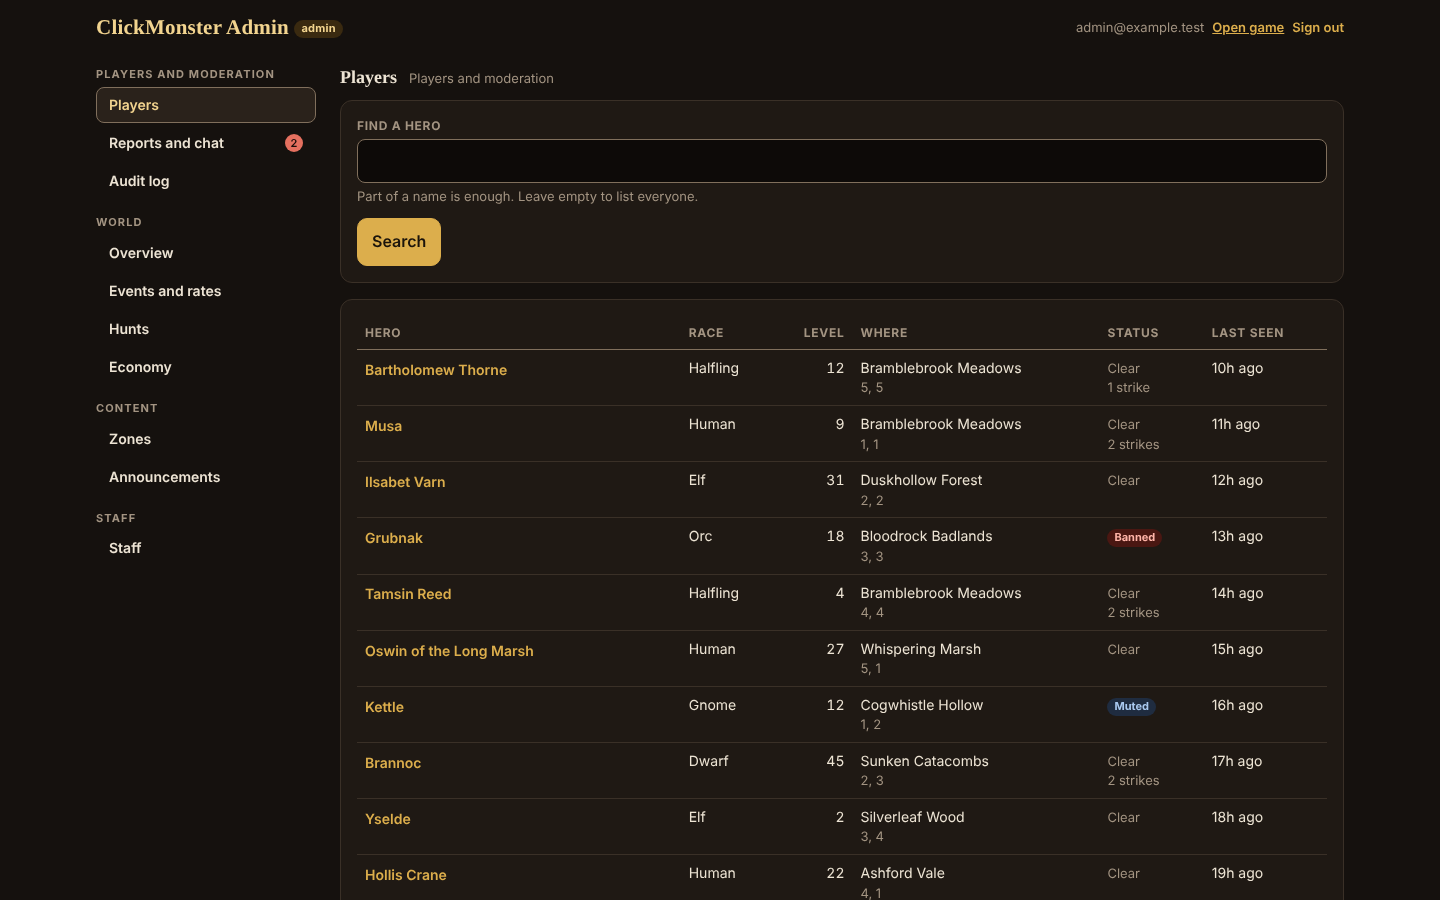 ClickMonster Admin admin
admin@example.test Open game Sign out
PLAYERS AND MODERATION
Players
Reports and chat 2
Audit log
WORLD
Overview
Events and rates
Hunts
Economy
CONTENT
Zones
Announcements
STAFF
Staff
Players Players and moderation
FIND A HERO
Part of a name is enough. Leave empty to list everyone.
Search
HERO RACE LEVEL WHERE STATUS LAST SEEN
Bartholomew Thorne Halfling 12 Bramblebrook Meadows Clear 10h ago
5, 5 1 strike
Musa Human 9 Bramblebrook Meadows Clear 11h ago
1, 1 2 strikes
Ilsabet Varn Elf 31 Duskhollow Forest Clear 12h ago
2, 2
Grubnak Orc 18 Bloodrock Badlands Banned 13h ago
3, 3
Tamsin Reed Halfling 4 Bramblebrook Meadows Clear 14h ago
4, 4 2 strikes
Oswin of the Long Marsh Human 27 Whispering Marsh Clear 15h ago
5, 1
Kettle Gnome 12 Cogwhistle Hollow Muted 16h ago
1, 2
Brannoc Dwarf 45 Sunken Catacombs Clear 17h ago
2, 3 2 strikes
Yselde Elf 2 Silverleaf Wood Clear 18h ago
3, 4
Hollis Crane Human 22 Ashford Vale Clear 19h ago
4, 1